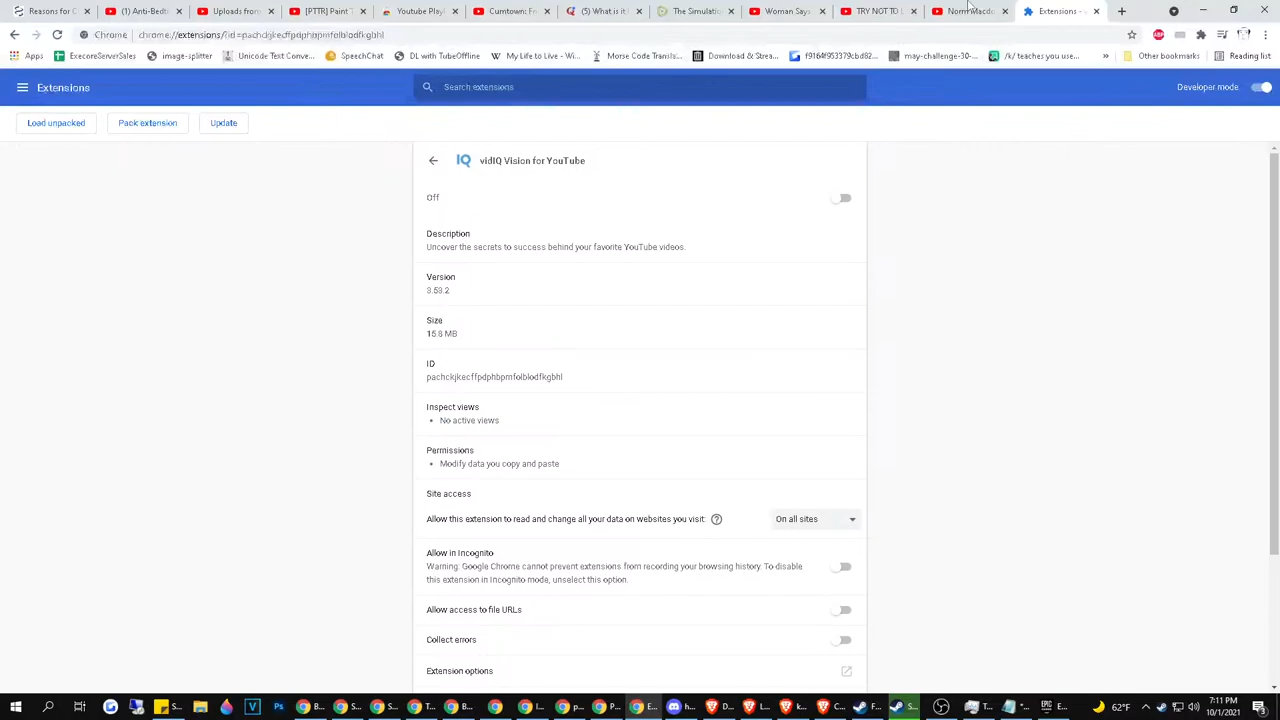 Reasons for C
(1) Anti-Bedt
Uploads from
[PTTR] Paint T
Youtube Play
Cumtown: F
(5) What is it
The Simulatio
Woman Say
TRY NOT TO
NormMacdo
Extensions -
Chrome | chrome://extensions/?id=pachckjkecffpdphbpmfolblodfkgbhl
Apps
ExecoreServerSales
image-splitter
Unicode Text Conve...
SpeechChat
DL with TubeOffline
My Life to Live - Wi...
Morse Code Transl...
Download & Strea...
f9164f953379cbd82...
may-challenge-30-...
/k/ teaches you use...
»
Other bookmarks
Reading list
Extensions
Search extensions
Developer mode
Load unpacked
Pack extension
Update
IQ vidIQ Vision for YouTube
Off
Description
Uncover the secrets to success behind your favorite YouTube videos.
Version
3.53.2
Size
15.8 MB
ID
pachckjkecffpdphbpmfolblodfkgbhl
Inspect views
• No active views
Permissions
• Modify data you copy and paste
Site access
Allow this extension to read and change all your data on websites you visit:
On all sites
Allow in Incognito
Warning: Google Chrome cannot prevent extensions from recording your browsing history. To disable
this extension in Incognito mode, unselect this option.
Allow access to file URLs
Collect errors
Extension options
62°F
7:11 PM
10/1/2021